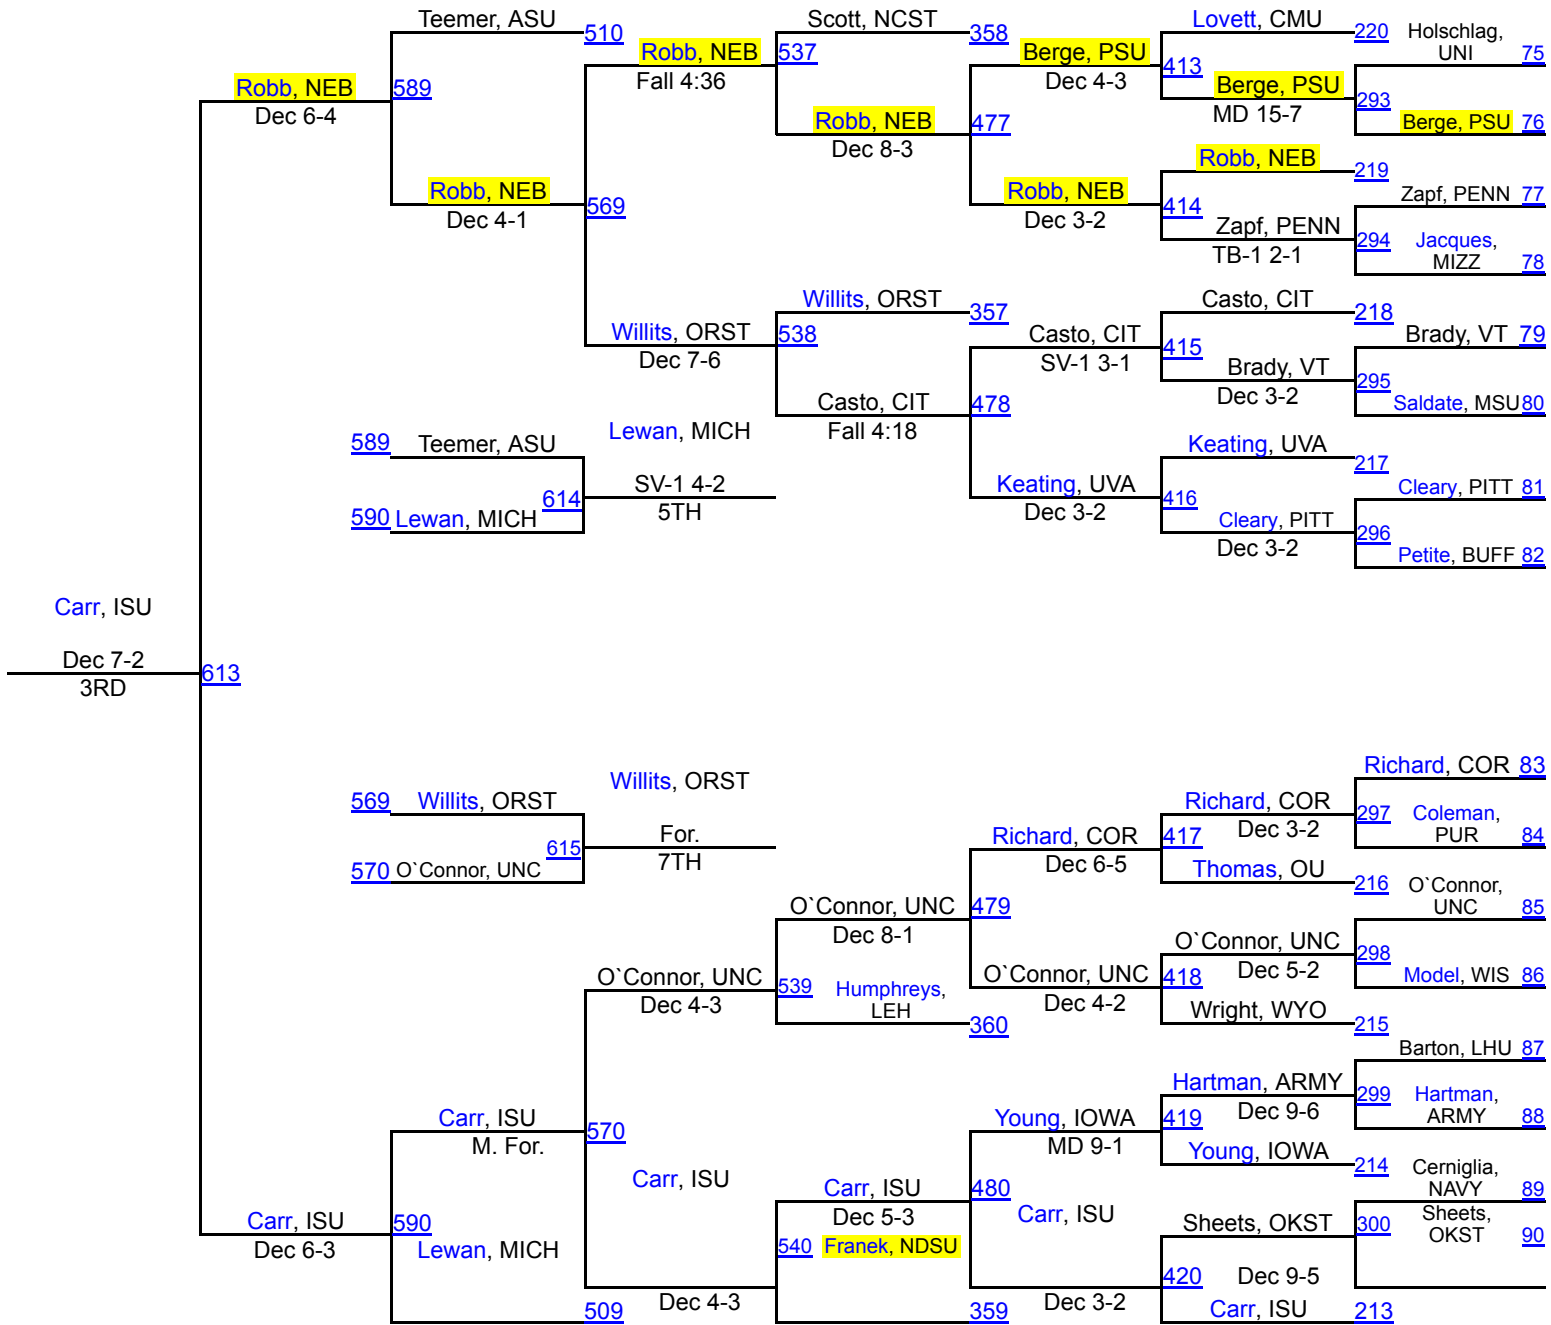 Teemer, ASU
510
Robb, NEB
Dec 6-4
589
Robb, NEB
Dec 4-1
Robb, NEB
Fall 4:36
569
Willits, ORST
Dec 7-6
Scott, NCST
358
537
Robb, NEB
Dec 8-3
Berge, PSU
Dec 4-3
477
Robb, NEB
Dec 3-2
Lovett, CMU
220
413
Berge, PSU
MD 15-7
Holschlag,
UNI
75
293
Berge, PSU 76
Robb, NEB
219
414
Zapf, PENN
TB-1 2-1
Zapf, PENN 77
294
Jacques,
MIZZ
78
Willits, ORST
357
538
Casto, CIT
Fall 4:18
Casto, CIT
SV-1 3-1
478
Keating, UVA
Dec 3-2
Casto, CIT
218
415
Brady, VT
Dec 3-2
Brady, VT 79
295
Saldate, MSU 80
Keating, UVA
217
416
Cleary, PITT
Dec 3-2
Cleary, PITT 81
296
Petite, BUFF 82
589 Teemer, ASU
Lewan, MICH
614
SV-1 4-2
5TH
590 Lewan, MICH
Carr, ISU
Dec 7-2
3RD
613
569 Willits, ORST
Willits, ORST
615
For.
7TH
570 O`Connor, UNC
Richard, COR 83
297
Coleman,
PUR
84
Richard, COR
Dec 3-2
417
Thomas, OU
216
Richard, COR
Dec 6-5
O`Connor,
UNC
85
298
Model, WIS 86
O`Connor, UNC
Dec 5-2
418
Wright, WYO
215
O`Connor, UNC
Dec 8-1
479
O`Connor, UNC
Dec 4-2
O`Connor, UNC
Dec 4-3
539
Humphreys,
LEH
360
Barton, LHU 87
299
Hartman,
ARMY
88
Hartman, ARMY
Dec 9-6
419
Young, IOWA
214
Young, IOWA
MD 9-1
Carr, ISU
M. For.
570
Carr, ISU
Dec 4-3
Carr, ISU
Dec 5-3
480
Carr, ISU
Dec 3-2
540
Franek, NDSU
359
Cerniglia,
NAVY
89
300
Sheets,
OKST
90
Sheets, OKST
Dec 9-5
420
Carr, ISU
213
Carr, ISU
Dec 6-3
590
Lewan, MICH
509